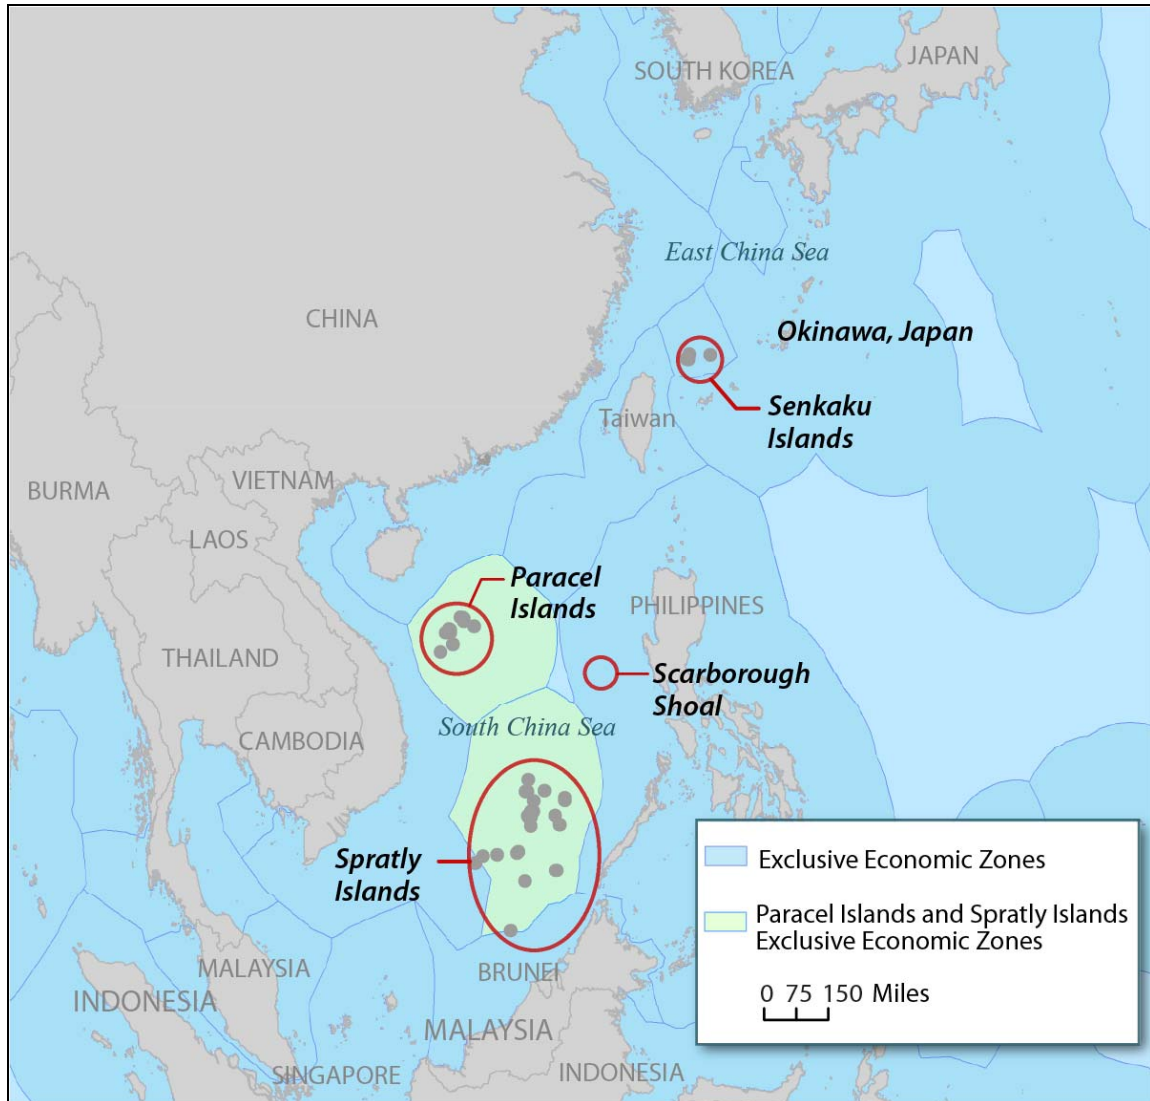 JAPAN
SOUTH KOREA
East China Sea
CHINA
Okinawa, Japan
Senkaku
Islands
Taiwan
VIETNAM
BURMA
LAOS
Paracel
Islands
PHILIPPINES
THAILAND
Scarborough
Shoal
South China Sea
CAMBODIA
Spratly
Islands
Exclusive Economic Zones
Paracel Islands and Spratly Islands
Exclusive Economic Zones
0 75 150 Miles
MALAYSIA
BRUNEI
INDONESIA
MALAYSIA
SINGAPORE
INDONESIA